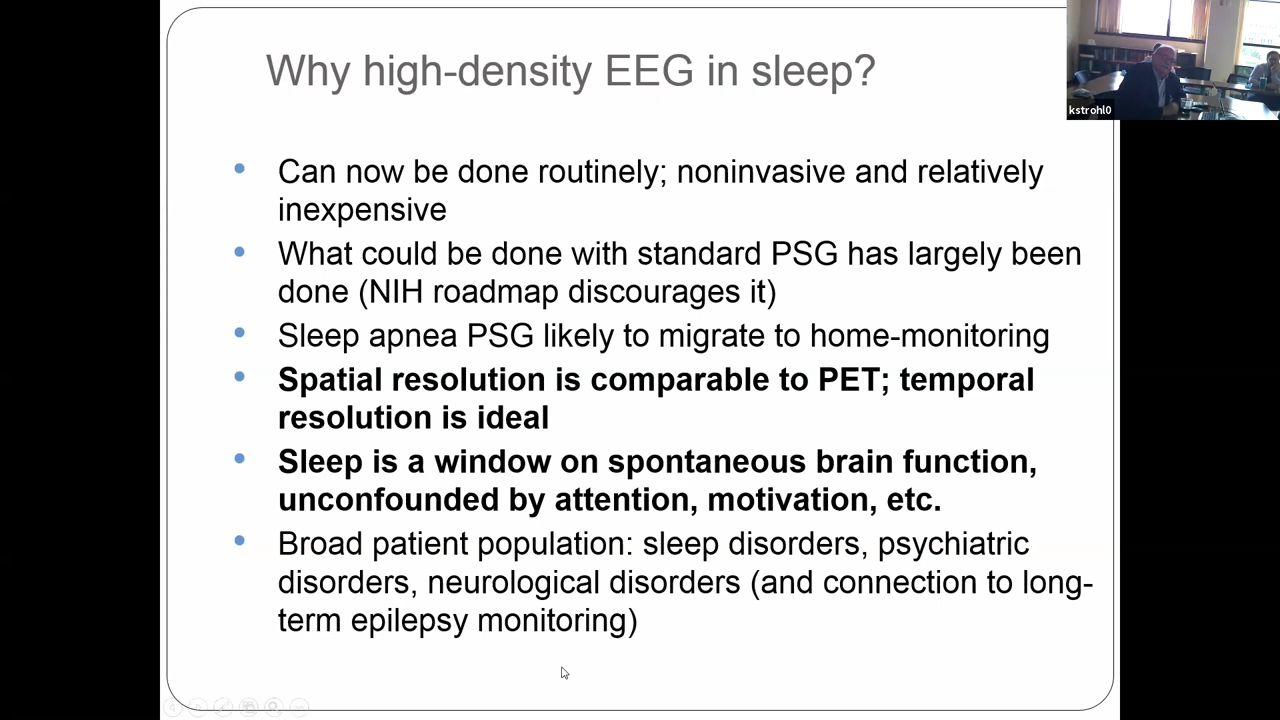 Why high-density EEG in sleep?
kstrohl0
Can now be done routinely; noninvasive and relatively
inexpensive
What could be done with standard PSG has largely been
done (NIH roadmap discourages it)
Sleep apnea PSG likely to migrate to home-monitoring
Spatial resolution is comparable to PET; temporal
resolution is ideal
Sleep is a window on spontaneous brain function,
unconfounded by attention, motivation, etc.
Broad patient population: sleep disorders, psychiatric
disorders, neurological disorders (and connection to long-
term epilepsy monitoring)